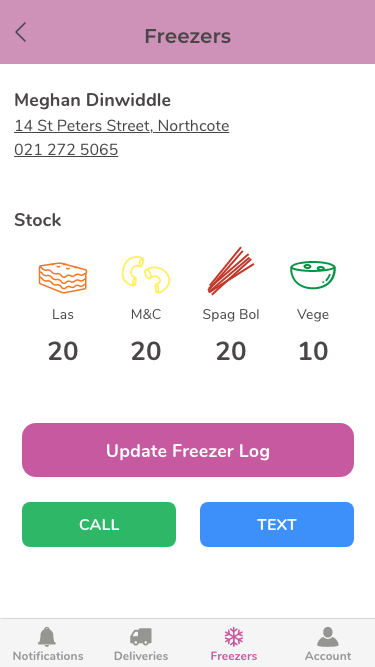 Freezers
Meghan Dinwiddle
14 St Peters Street, Northcote
021 272 5065
Stock
Las M&C Spag Bol Vege
20 20 20 10
Update Freezer Log
CALL TEXT
Notifications Deliveries Freezers Account